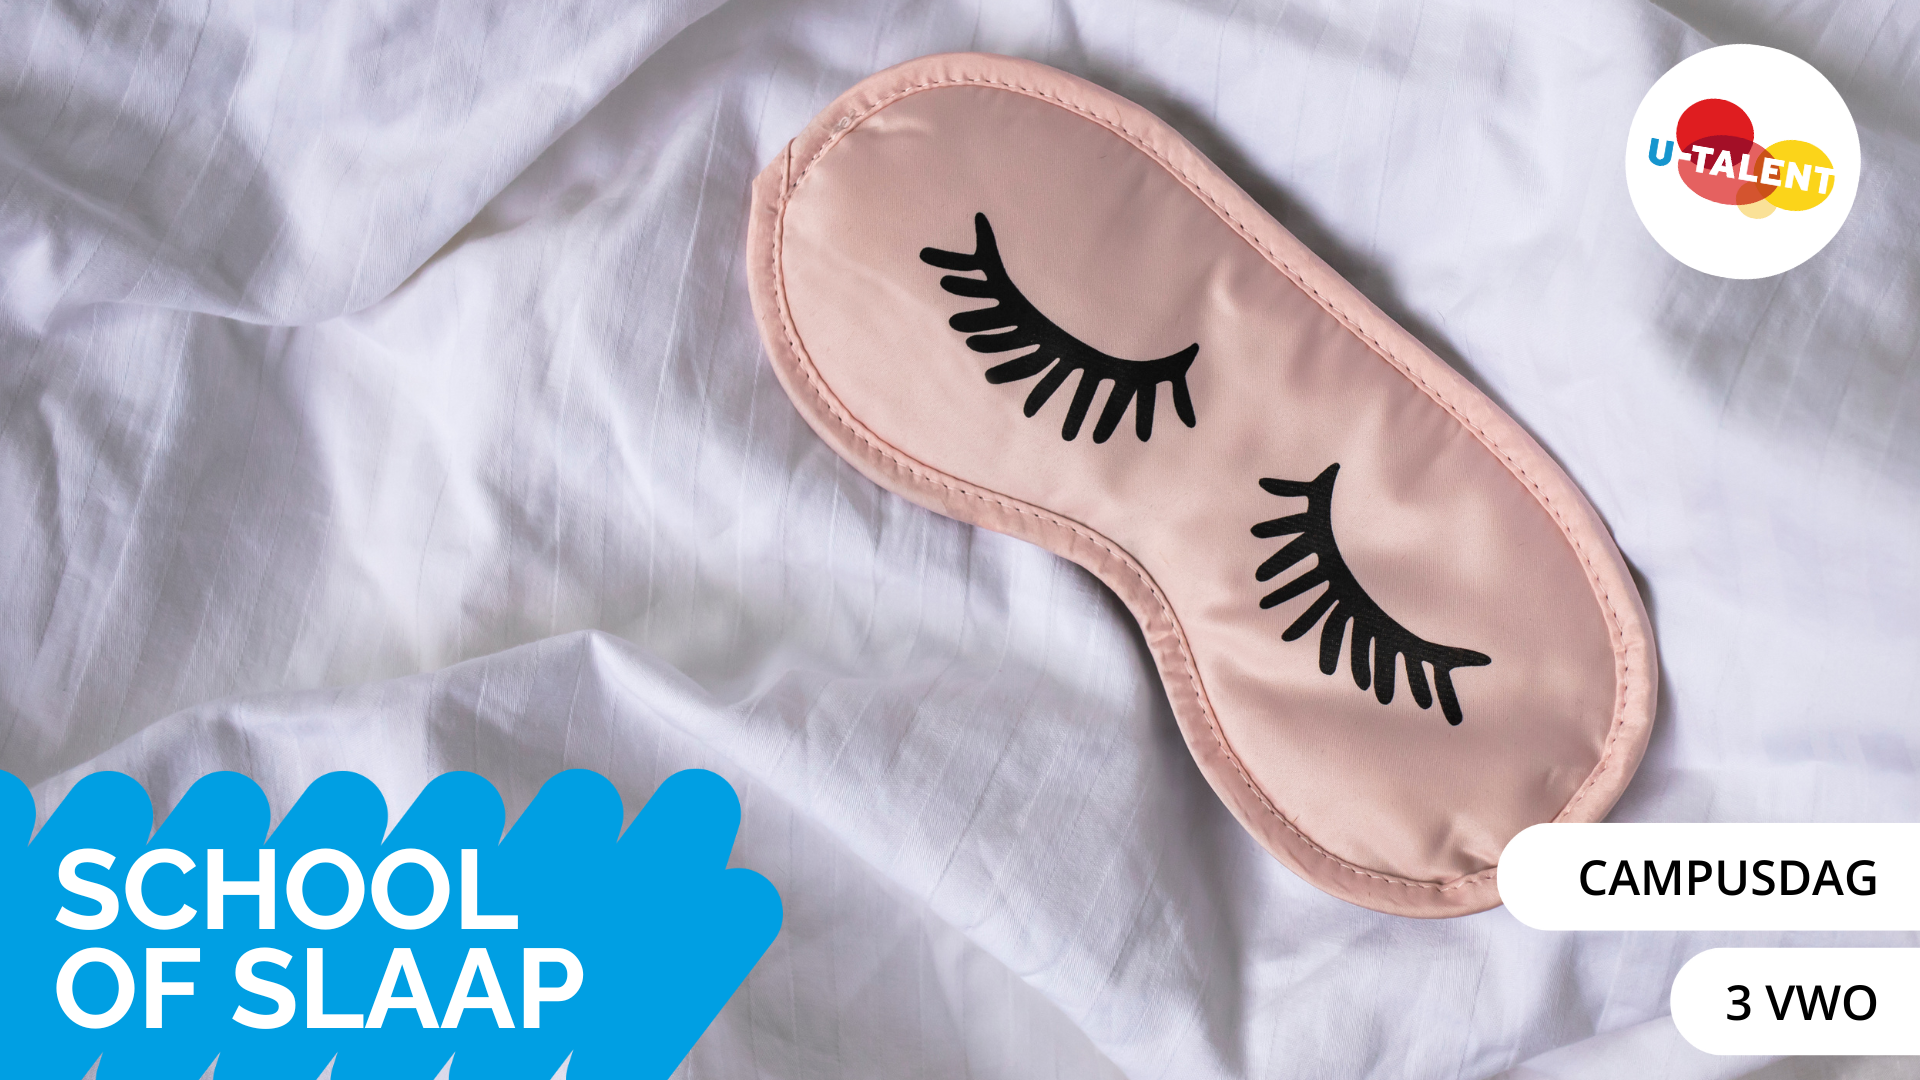 U-TALENT
SCHOOL
OF SLAAP
CAMPUSDAG
3 VWO